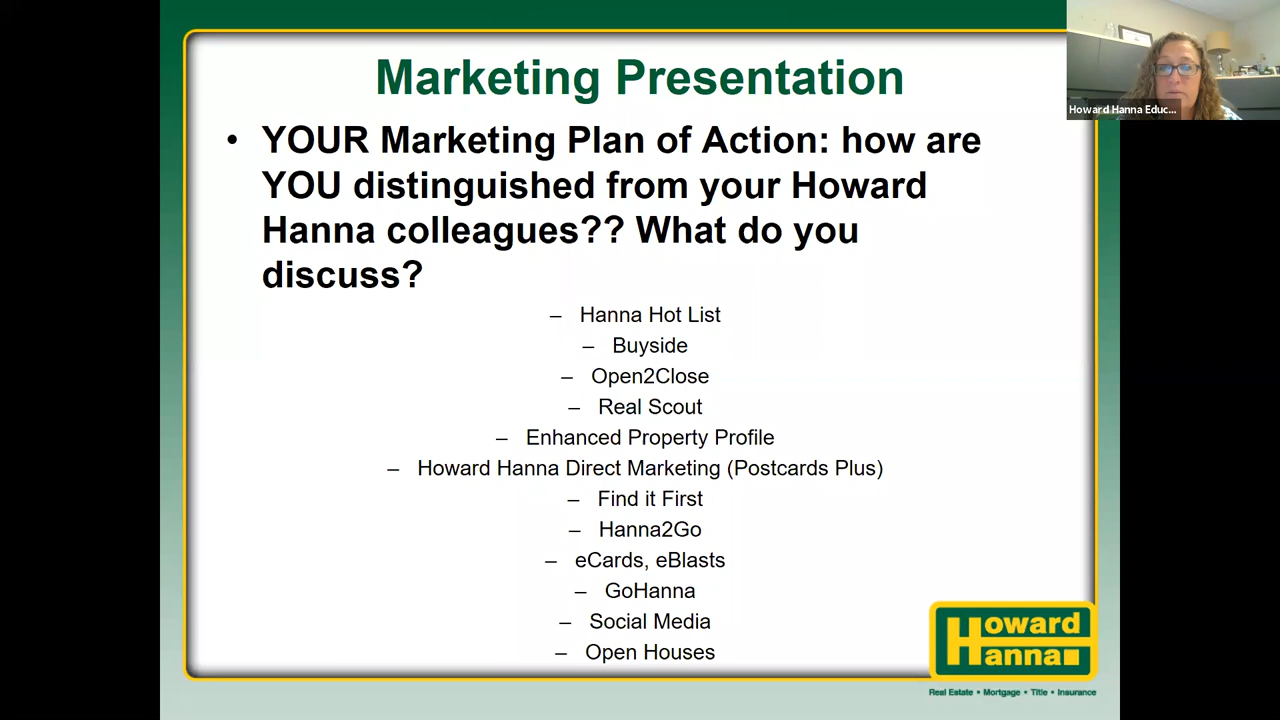 Marketing Presentation
• YOUR Marketing Plan of Action: how are
YOU distinguished from your Howard
Hanna colleagues?? What do you
discuss?
– Hanna Hot List
– Buyside
– Open2Close
– Real Scout
– Enhanced Property Profile
– Howard Hanna Direct Marketing (Postcards Plus)
– Find it First
– Hanna2Go
– eCards, eBlasts
– GoHanna
– Social Media
– Open Houses
Howard Hanna Educ...
Howard
Hanna
Real Estate • Mortgage • Title • Insurance